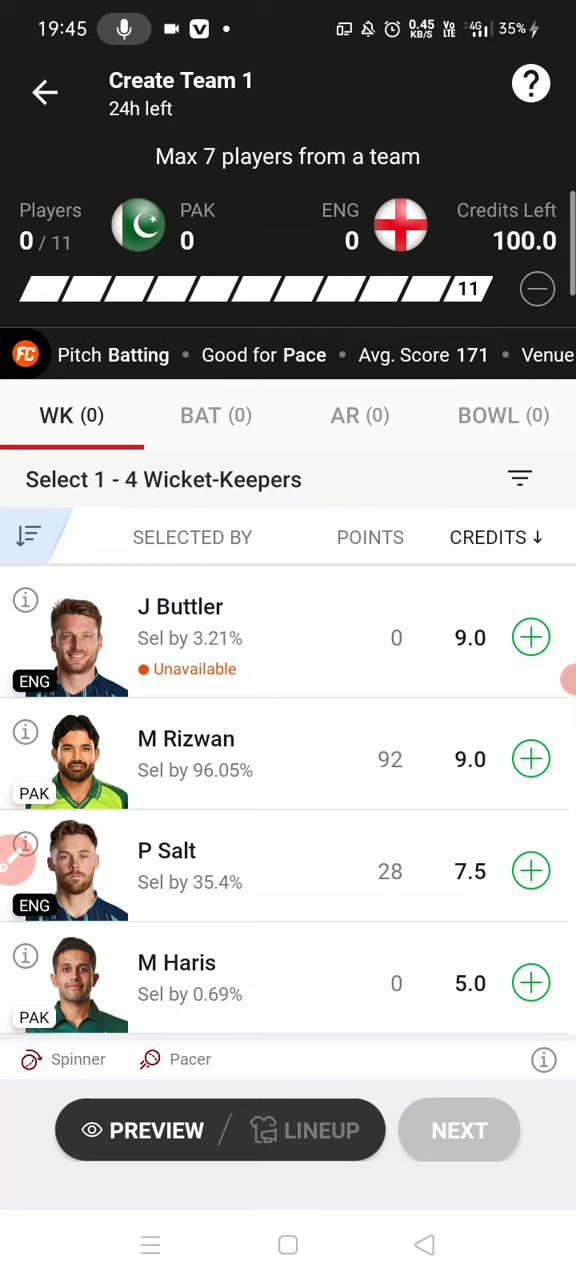 19:45 0.45 KB/S Vo LTE 4G 35%
Create Team 1
24h left
Max 7 players from a team
Players PAK ENG Credits Left
0 / 11 0 0 100.0
11
FC Pitch Batting • Good for Pace • Avg. Score 171 • Venue
WK (0) BAT (0) AR (0) BOWL (0)
Select 1 - 4 Wicket-Keepers
SELECTED BY POINTS CREDITS ↓
J Buttler
Sel by 3.21% 0 9.0
Unavailable
ENG
M Rizwan
Sel by 96.05% 92 9.0
PAK
P Salt
Sel by 35.4% 28 7.5
ENG
M Haris
Sel by 0.69% 0 5.0
PAK
Spinner Pacer
PREVIEW / LINEUP NEXT